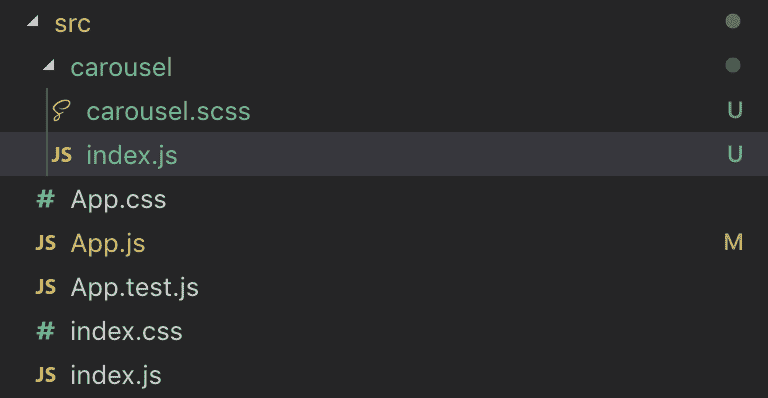 src
carousel
carousel.scss U
JS index.js U
# App.css
JS App.js M
JS App.test.js
# index.css
JS index.js